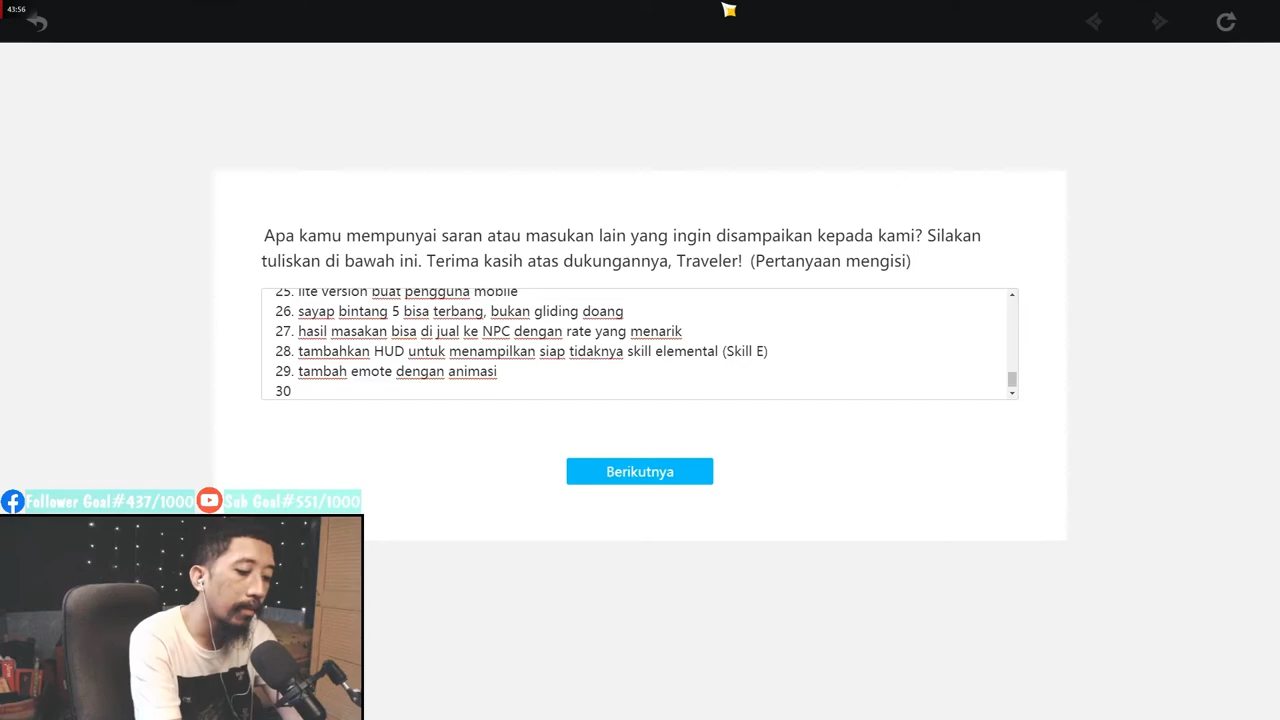 43:56
Apa kamu mempunyai saran atau masukan lain yang ingin disampaikan kepada kami? Silakan
tuliskan di bawah ini. Terima kasih atas dukungannya, Traveler! (Pertanyaan mengisi)
25. lite version buat pengguna mobile
26. sayap bintang 5 bisa terbang, bukan gliding doang
27. hasil masakan bisa di jual ke NPC dengan rate yang menarik
28. tambahkan HUD untuk menampilkan siap tidaknya skill elemental (Skill E)
29. tambah emote dengan animasi
30
Berikutnya
Follower Goal#437/1000 Sub Goal#551/1000